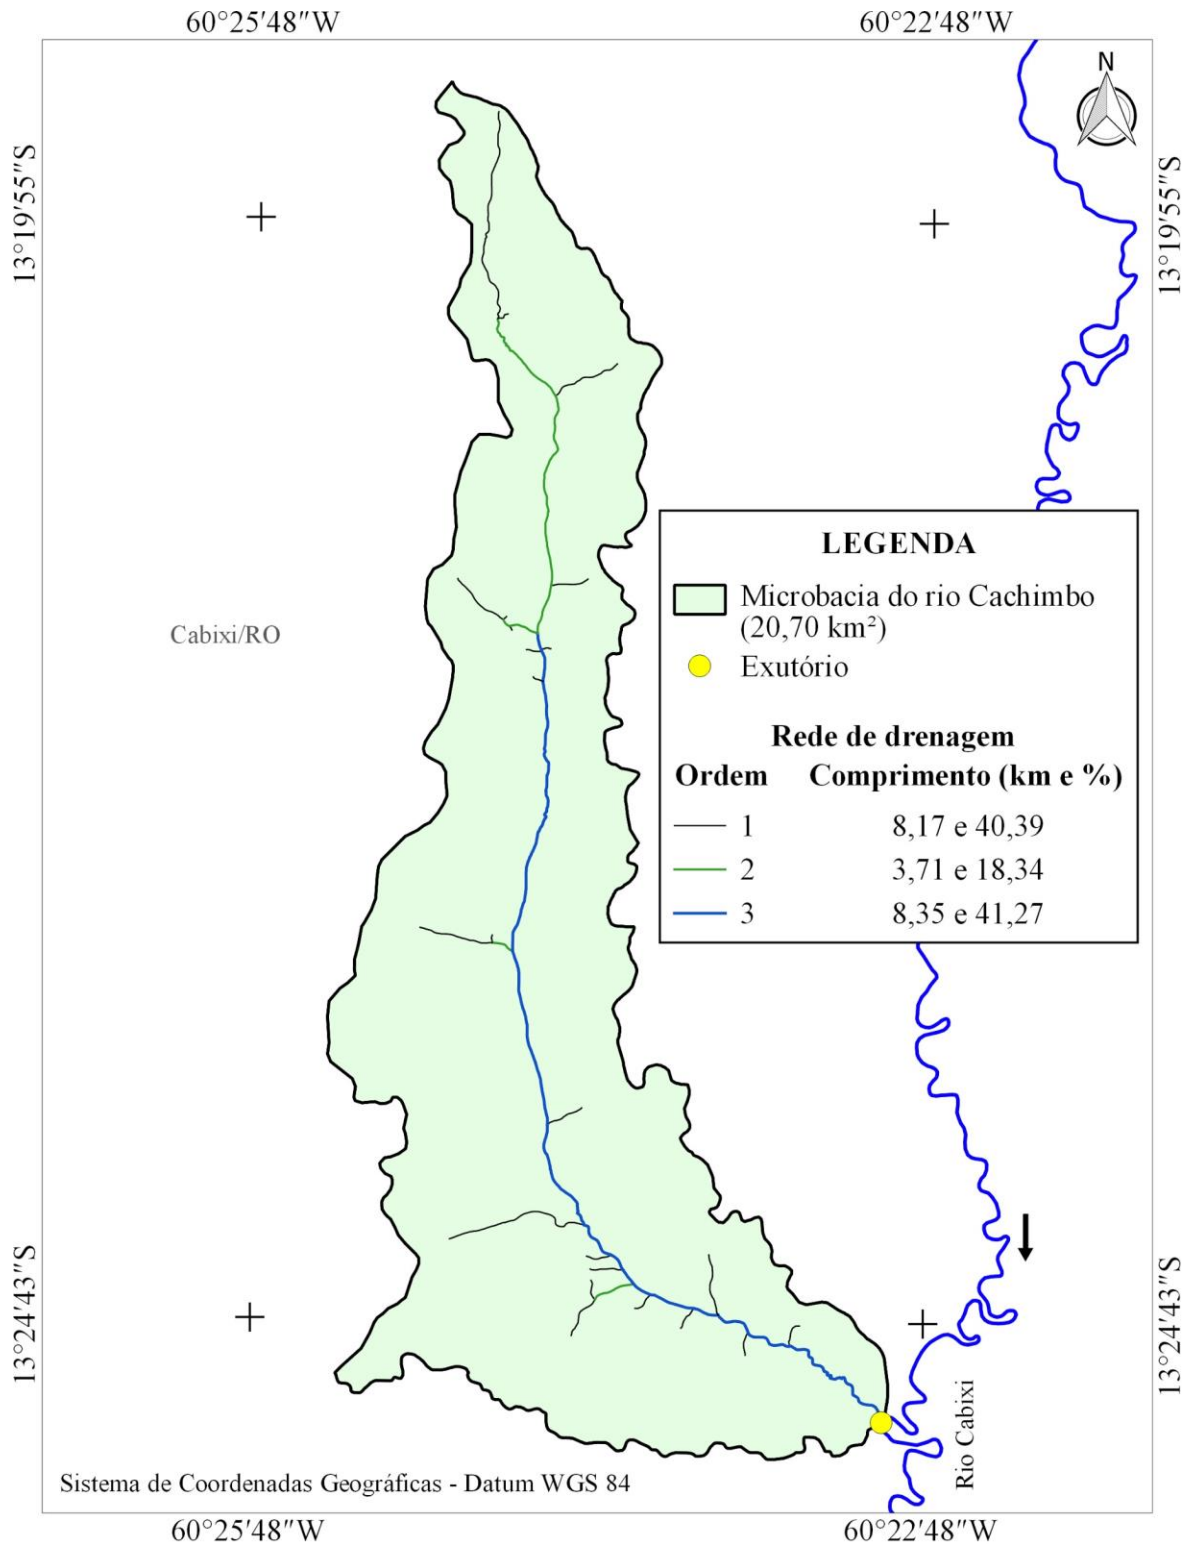 60°25'48"W
60°22'48"W
N
13°19'55"S
13°19'55"S
LEGENDA
Microbacia do rio Cachimbo
(20,70 km²)
Exutório
Rede de drenagem
Ordem Comprimento (km e %)
1 8,17 e 40,39
2 3,71 e 18,34
3 8,35 e 41,27
Cabixi/RO
13°24'43"S
13°24'43"S
Rio Cabixi
Sistema de Coordenadas Geográficas - Datum WGS 84
60°25'48"W
60°22'48"W